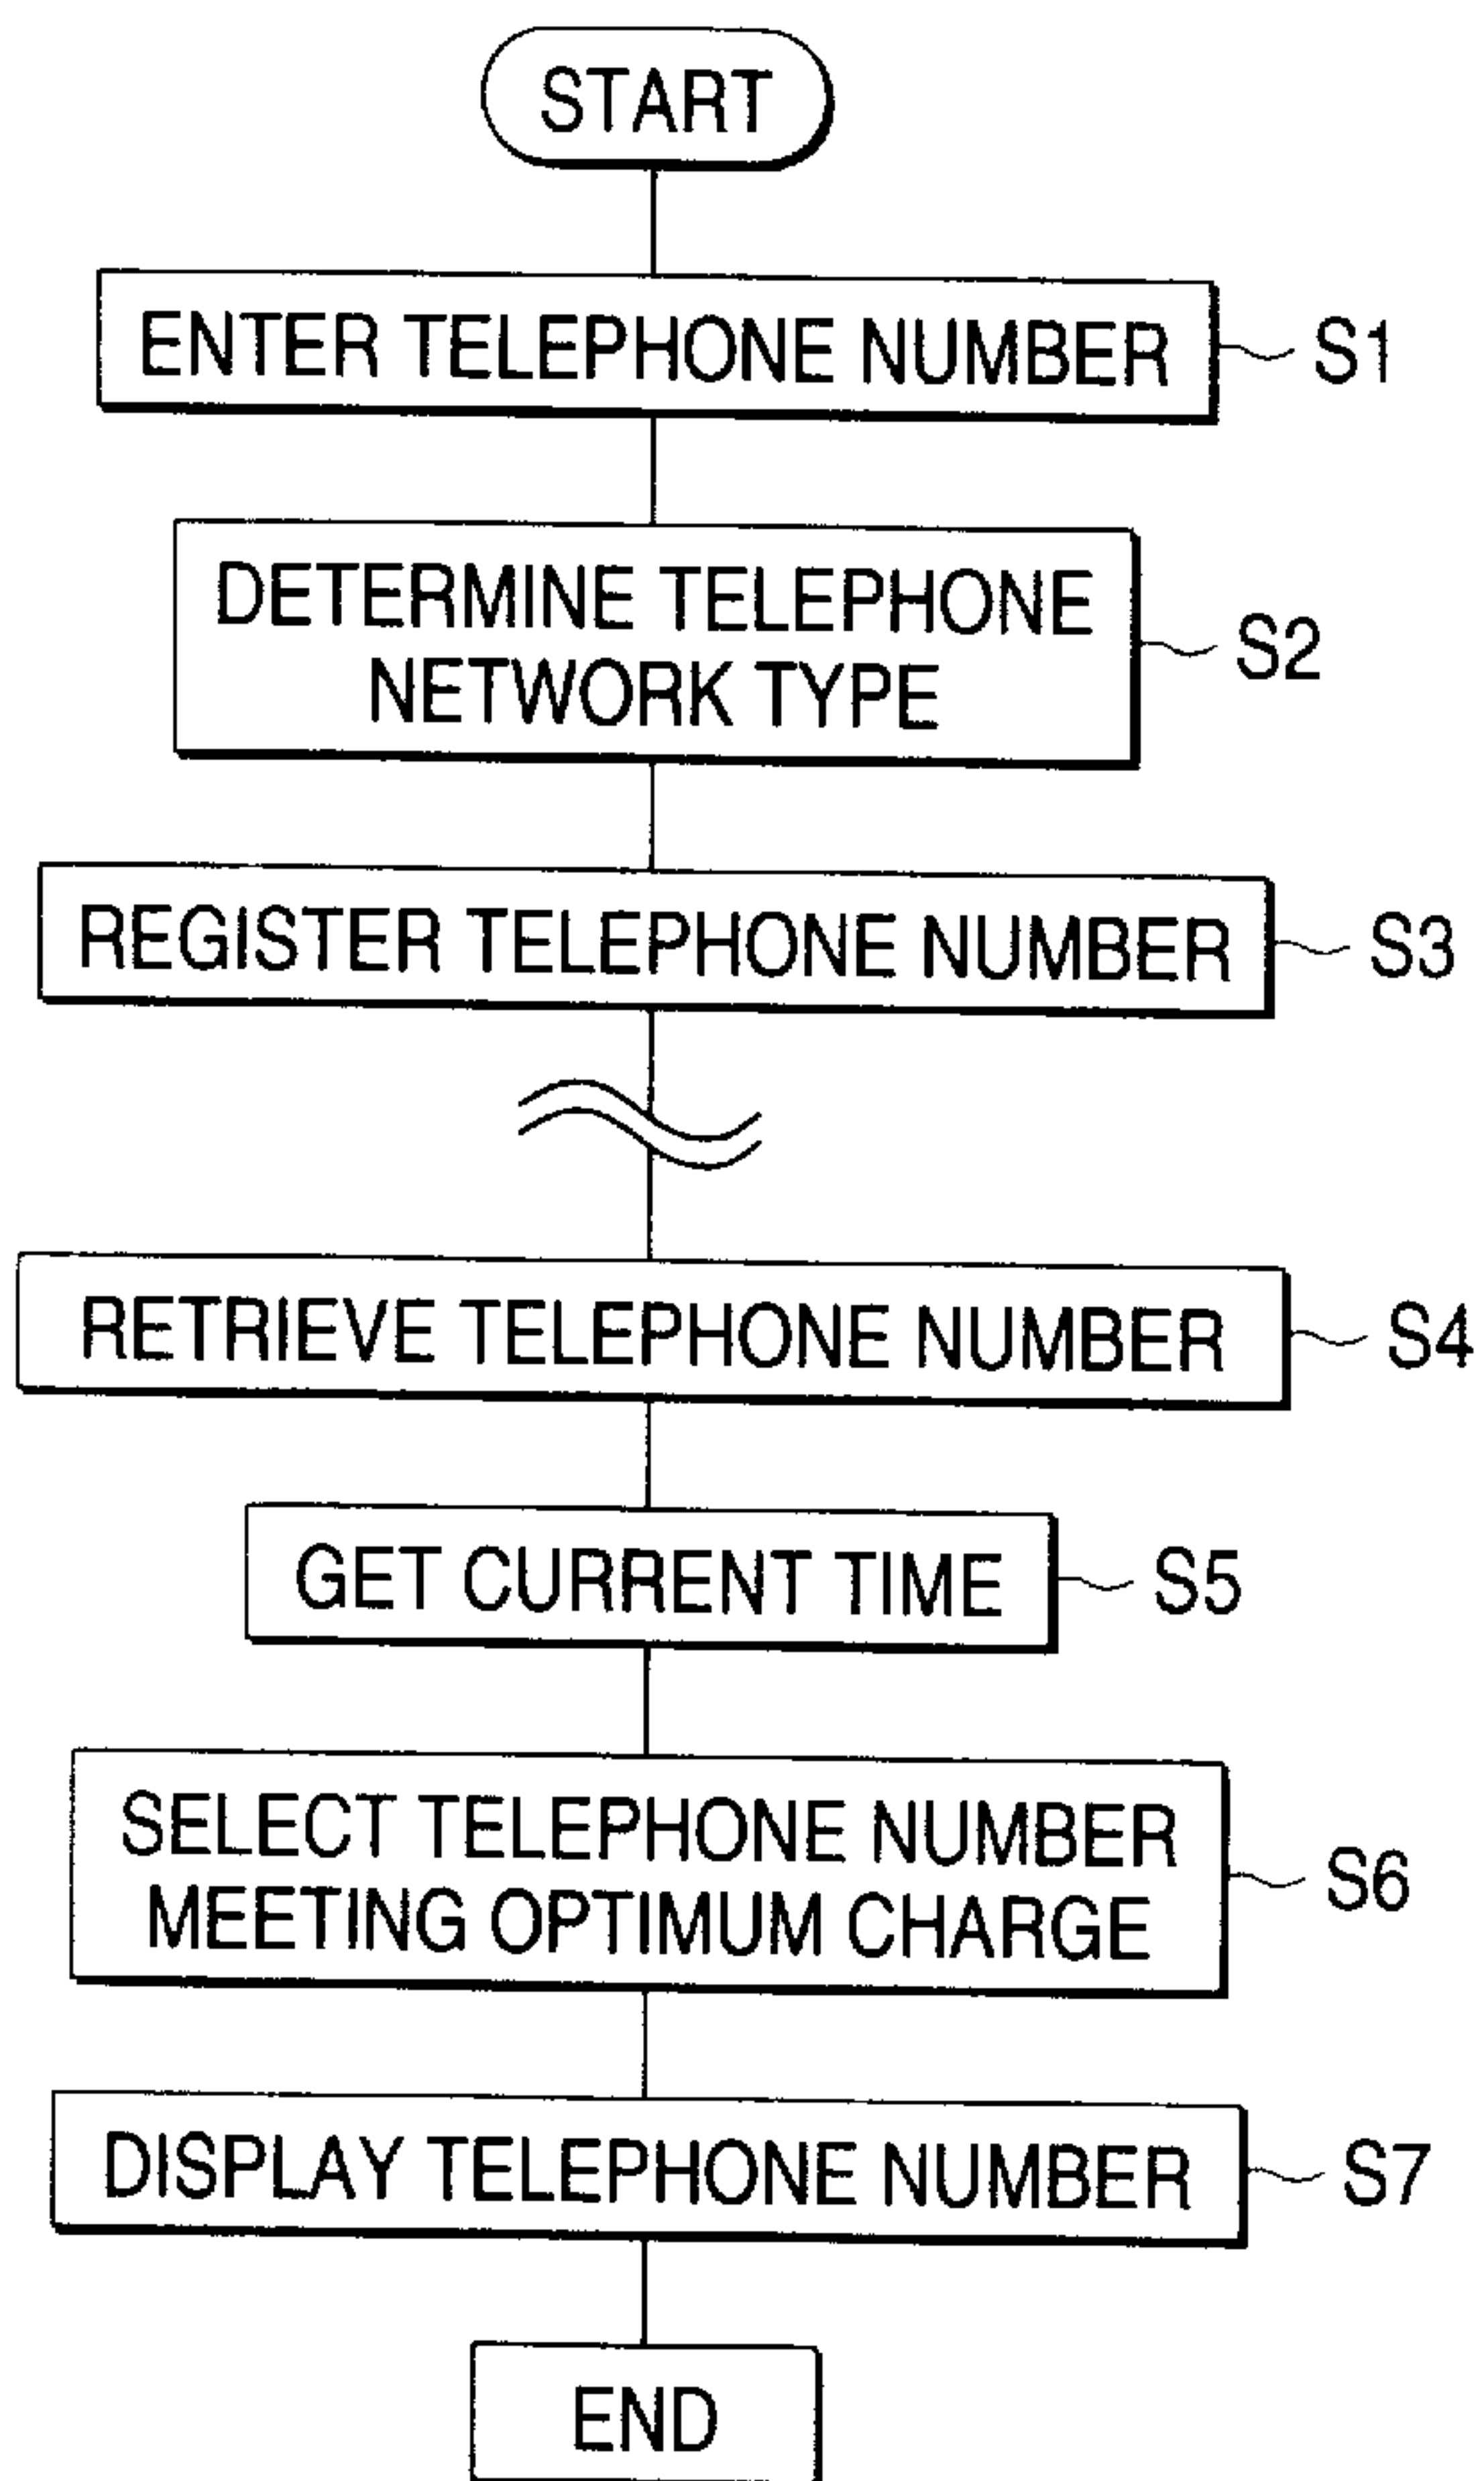 START
ENTER TELEPHONE NUMBER
S1
DETERMINE TELEPHONE
NETWORK TYPE
S2
REGISTER TELEPHONE NUMBER
S3
RETRIEVE TELEPHONE NUMBER
S4
GET CURRENT TIME
S5
SELECT TELEPHONE NUMBER
MEETING OPTIMUM CHARGE
S6
DISPLAY TELEPHONE NUMBER
S7
END